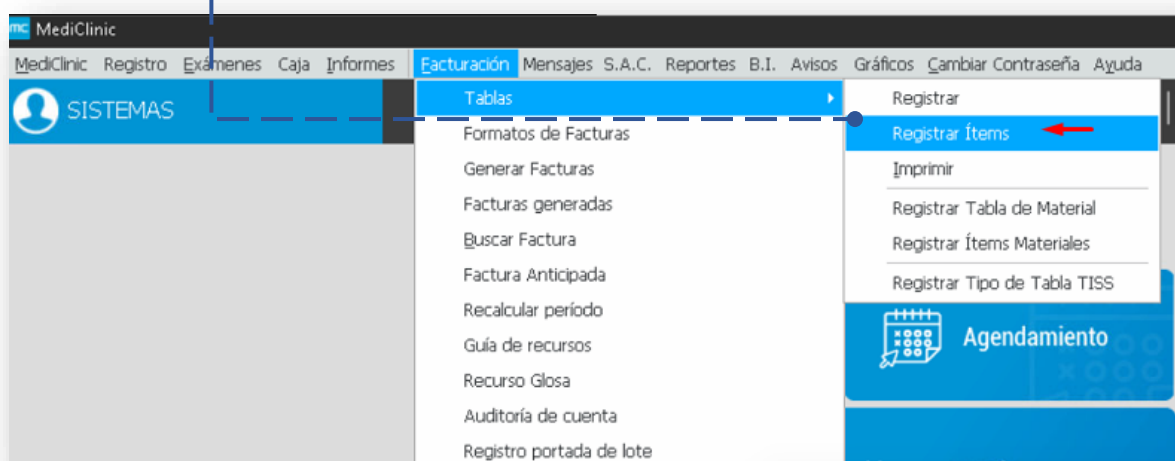 mc MediClinic
MediClinic Registro Exámenes Caja Informes Facturación Mensajes S.A.C. Reportes B.I. Avisos Gráficos Cambiar Contraseña Ayuda
SISTEMAS
Tablas
Formatos de Facturas
Generar Facturas
Facturas generadas
Buscar Factura
Factura Anticipada
Recalcular período
Guía de recursos
Recurso Glosa
Auditoría de cuenta
Registro portada de lote
Registrar
Registrar Ítems
Imprimir
Registrar Tabla de Material
Registrar Ítems Materiales
Registrar Tipo de Tabla TISS
Agendamiento